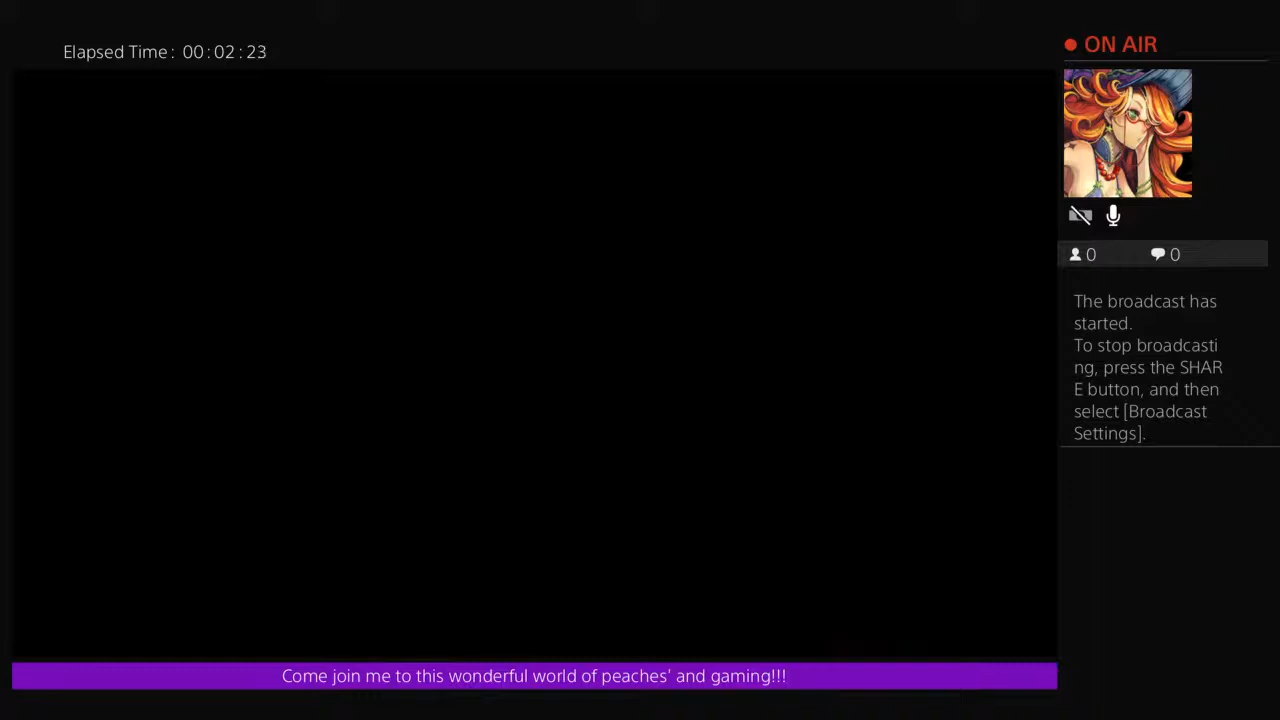 Elapsed Time: 00:02:23
ON AIR
0
0
The broadcast has
started.
To stop broadcasti
ng, press the SHAR
E button, and then
select [Broadcast
Settings].
Come join me to this wonderful world of peaches' and gaming!!!